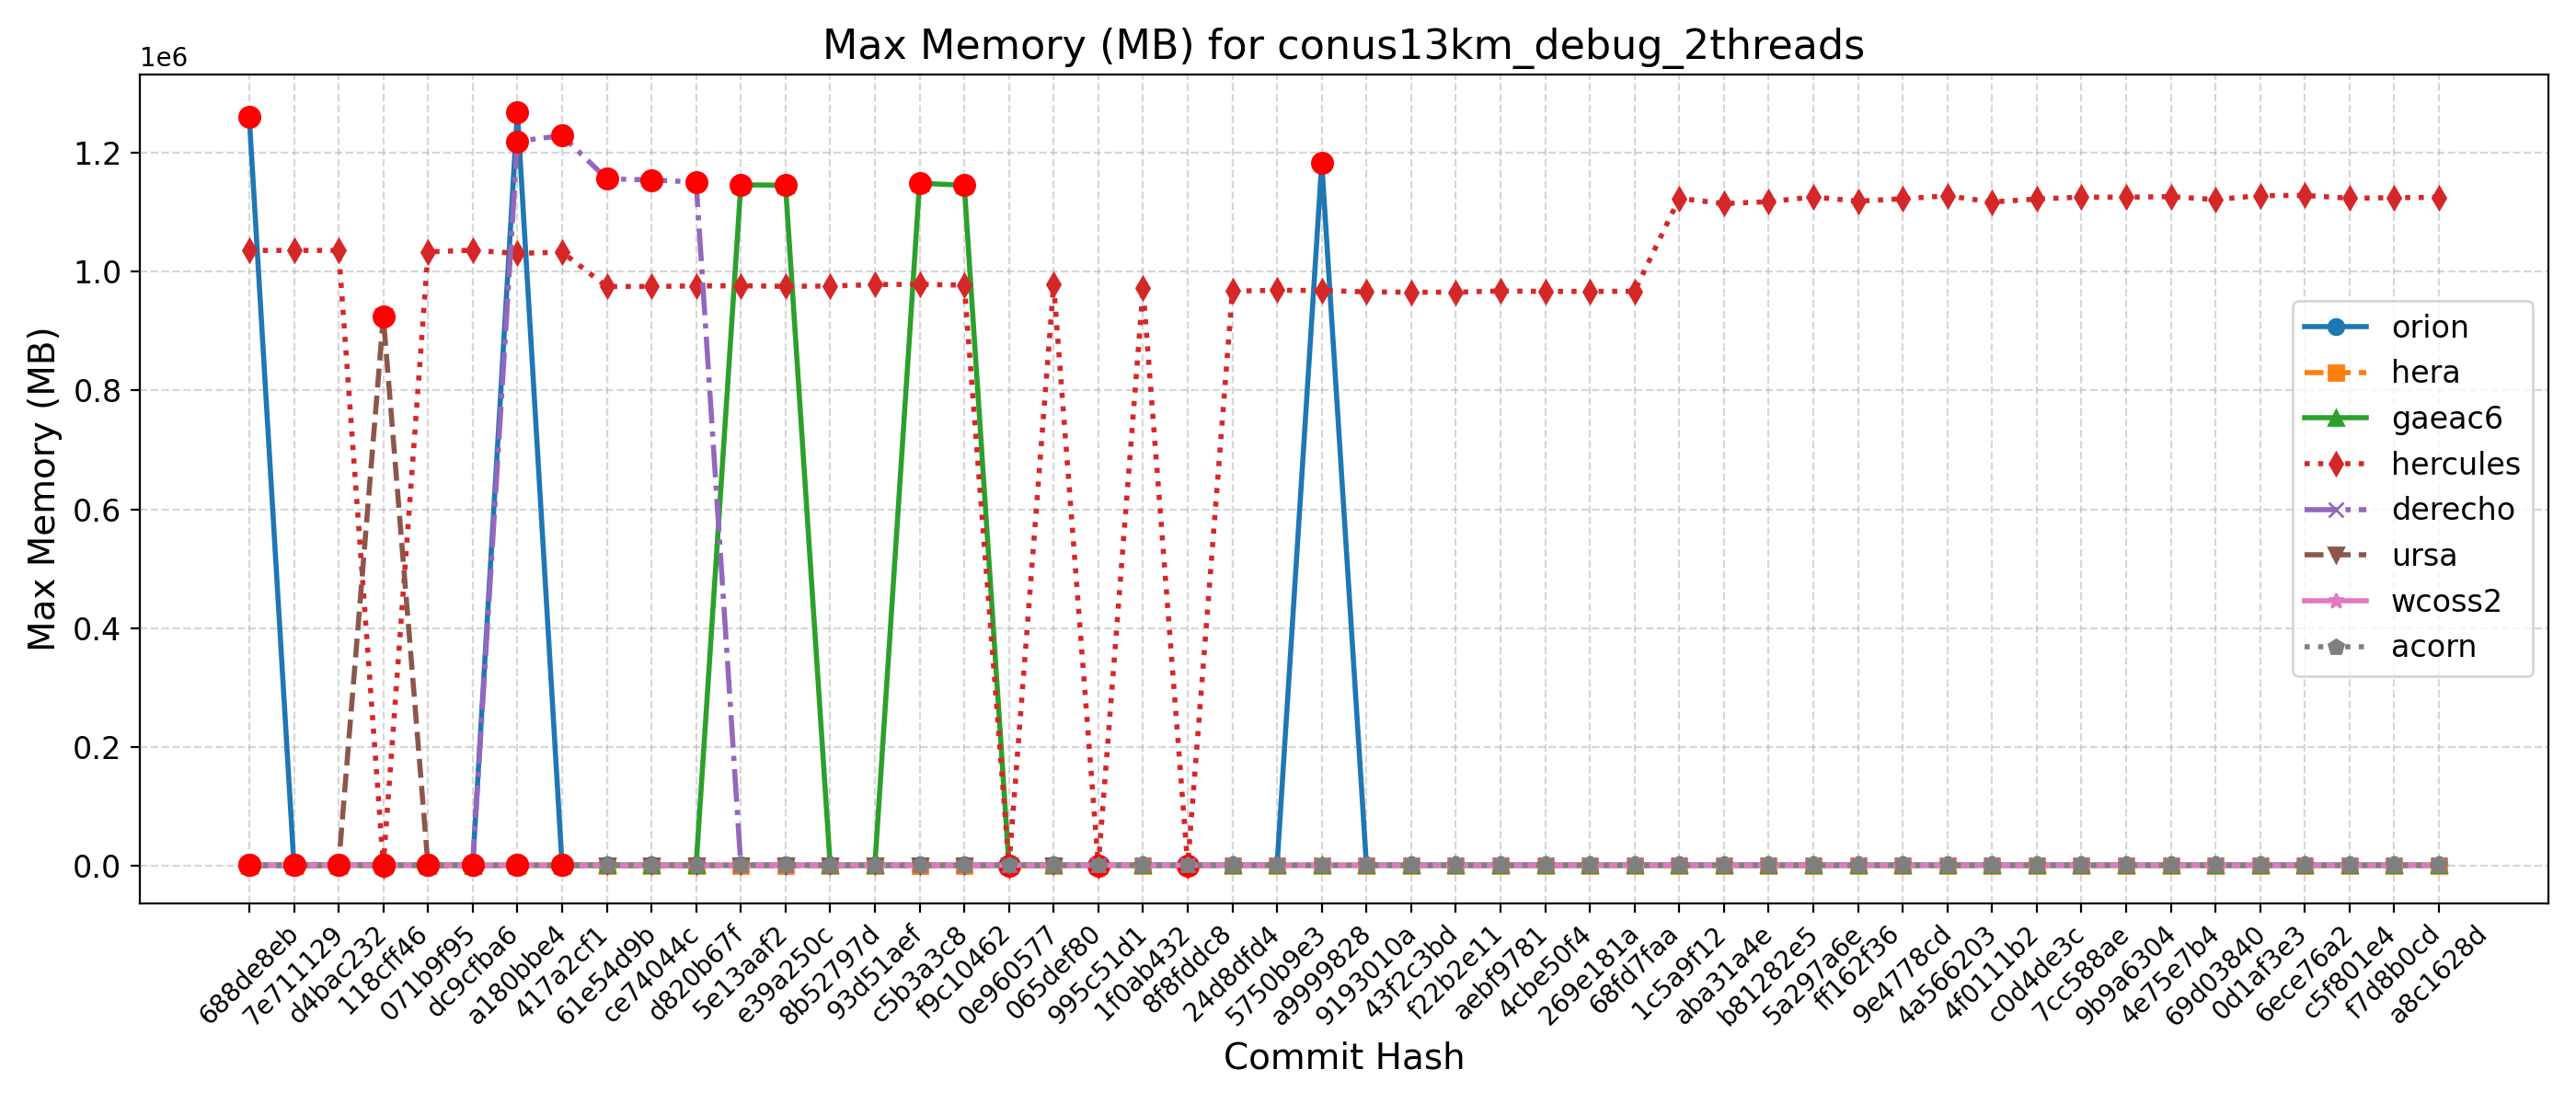 Max Memory (MB) for conus13km_debug_2threads
1e6
1.2
1.0
0.8
0.6
0.4
0.2
0.0
Max Memory (MB)
orion
hera
gaeac6
hercules
derecho
ursa
wcoss2
acorn
688de8eb
7e711129
d4bac232
118cff46
071b9f95
dc9cfba6
a180bbe4
417a2cf1
61e54d9b
ce74044c
d820b67f
5e13aaf2
e39a250c
8b52797d
93d51aef
c5b3a3c8
f9c10462
0e960577
065def80
995c51d1
1f0ab432
8f8fddc8
24d8dfd4
5750b9e3
a9999828
9193010a
43f2c3bd
f22b2e11
aebf9781
4cbe50f4
269e181a
68fd7faa
1c5a9f12
aba31a4e
b81282e5
5a297a6e
ff162f36
9e4778cd
4a566203
4f0111b2
c0d4de3c
7cc588ae
9b9a6304
4e75e7b4
69d03840
0d1af3e3
6ece76a2
c5f801e4
f7d8b0cd
a8c1628d
Commit Hash